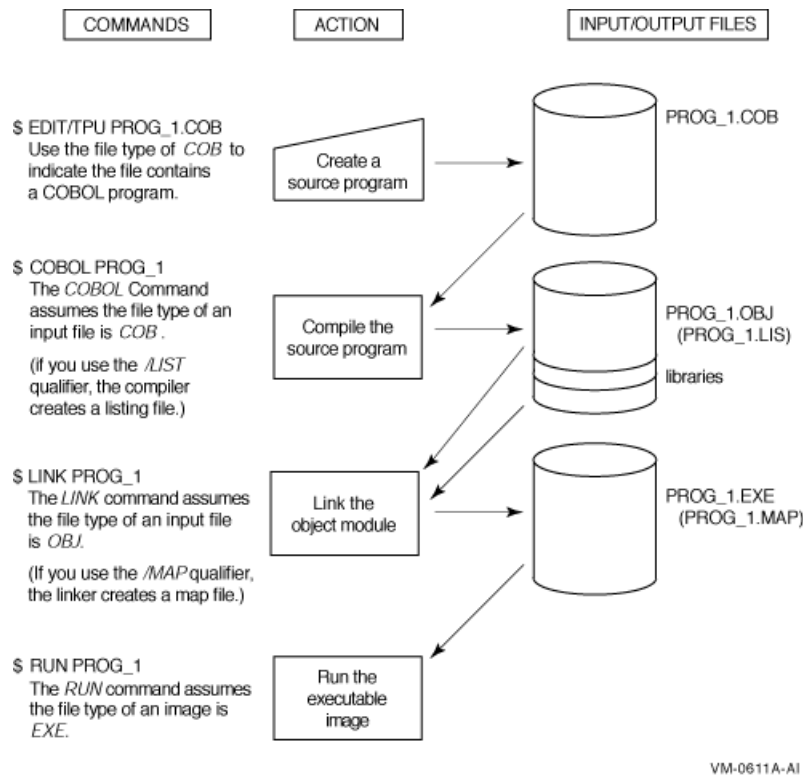 COMMANDS
ACTION
INPUT/OUTPUT FILES
$ EDIT/TPU PROG_1.COB
Use the file type of COB to
indicate the file contains
a COBOL program.
Create a
source program
PROG_1.COB
$ COBOL PROG_1
The COBOL Command
assumes the file type of an
input file is COB .
(if you use the /LIST
qualifier, the compiler
creates a listing file.)
Compile the
source program
PROG_1.OBJ
(PROG_1.LIS)
libraries
$ LINK PROG_1
The LINK command assumes
the file type of an input file
is OBJ.
(If you use the /MAP qualifier,
the linker creates a map file.)
Link the
object module
PROG_1.EXE
(PROG_1.MAP)
$ RUN PROG_1
The RUN command assumes
the file type of an image is
EXE.
Run the
executable
image
VM-0611A-AI